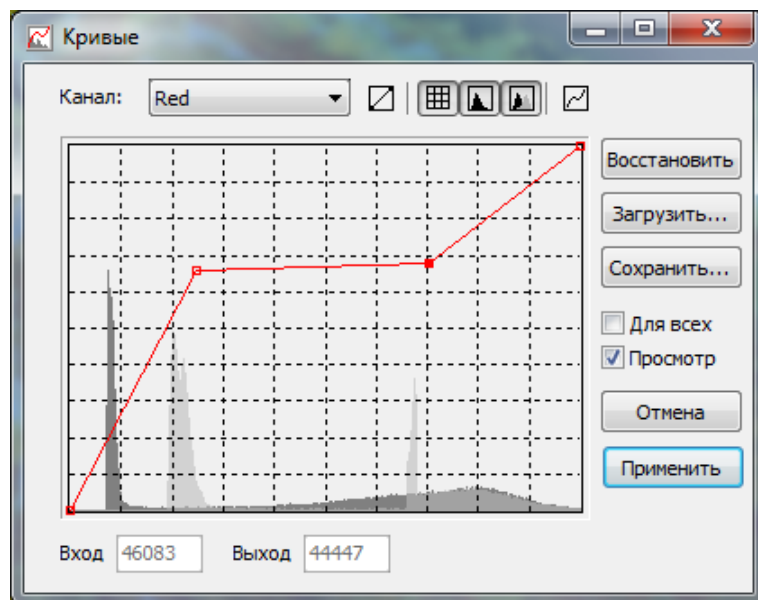 Кривые
Канал: Red
Восстановить
Загрузить...
Сохранить...
Для всех
Просмотр
Отмена
Применить
Вход 46083 Выход 44447